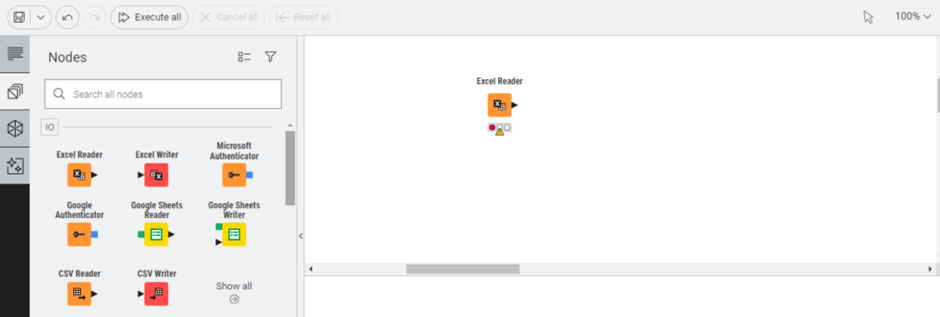 Execute all
Cancel all
Reset all
100%
Nodes
Search all nodes
IO
Excel Reader
Excel Writer
Microsoft
Authenticator
Google
Authenticator
Google Sheets
Reader
Google Sheets
Writer
CSV Reader
CSV Writer
Show all
Excel Reader